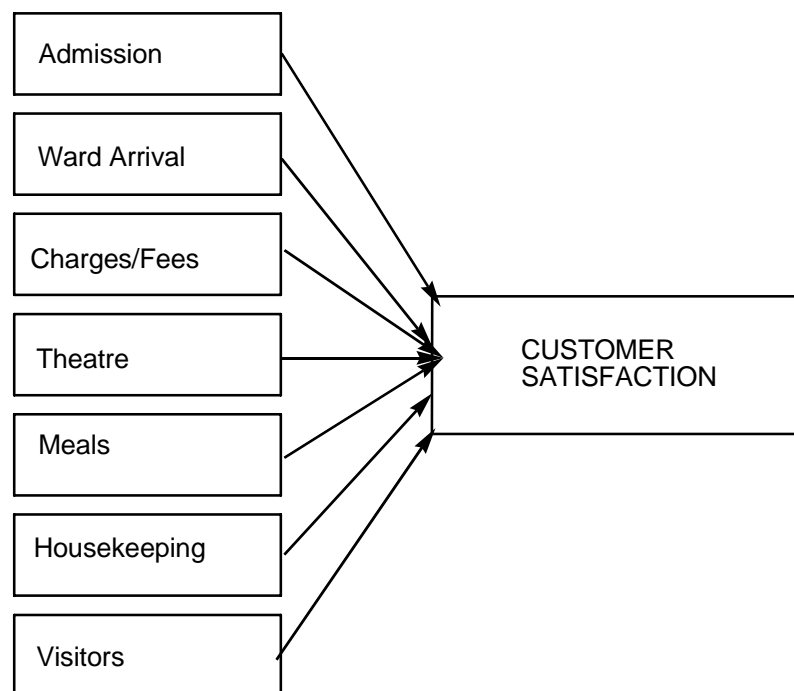 Admission
Ward Arrival
Charges/Fees
Theatre
Meals
Housekeeping
Visitors
CUSTOMER
SATISFACTION